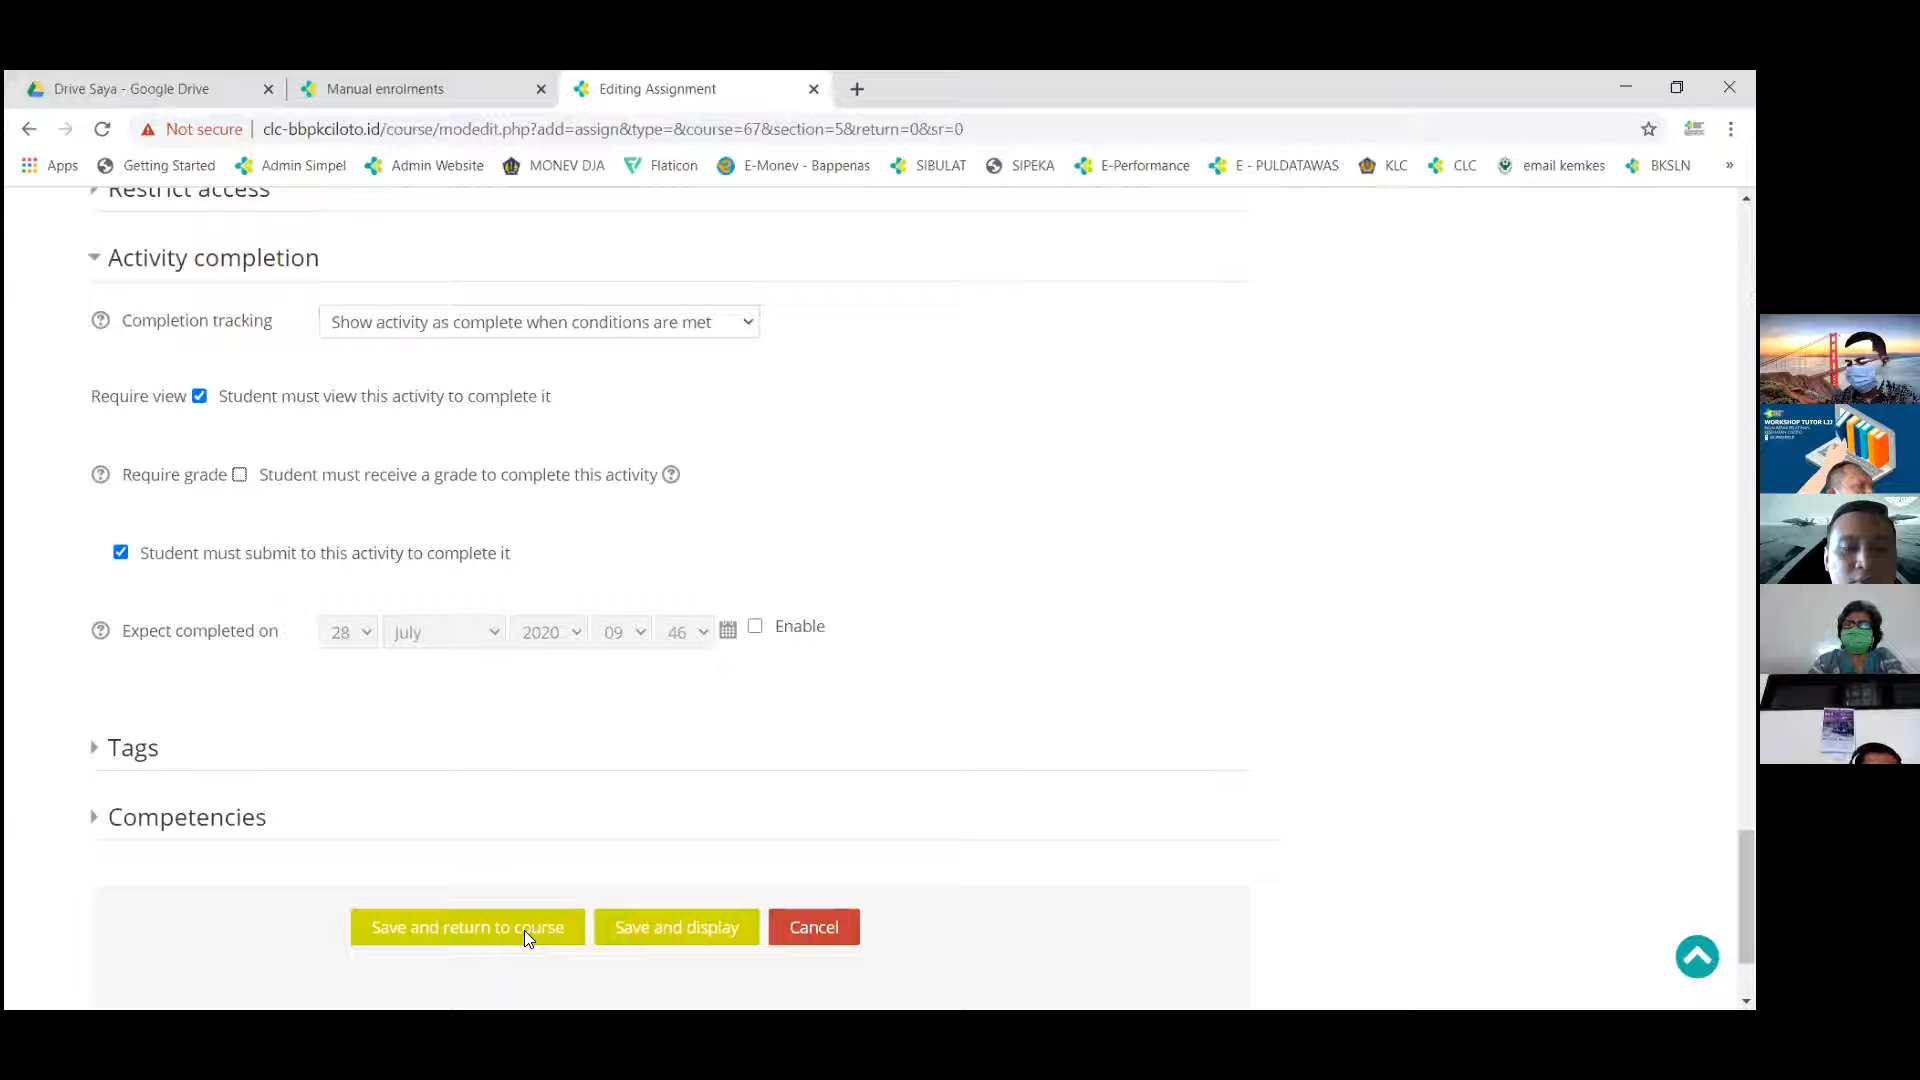 Drive Saya - Google Drive
Manual enrolments
Editing Assignment
Not secure
clc-bbpkciloto.id/course/modedit.php?add=assign&type=&course=67&section=5&return=0&sr=0
Apps
Getting Started
Admin Simpel
Admin Website
MONEV DJA
Flaticon
E-Monev - Bappenas
SIBULAT
SIPEKA
E-Performance
E - PULDATAWAS
KLC
CLC
email kemkes
BKSLN
»
Restrict access
Activity completion
Completion tracking
Show activity as complete when conditions are met
Require view
Student must view this activity to complete it
Require grade
Student must receive a grade to complete this activity
Student must submit to this activity to complete it
Expect completed on
28
July
2020
09
46
Enable
Tags
Competencies
Save and return to course
Save and display
Cancel
WORKSHOP TUTOR LJJ